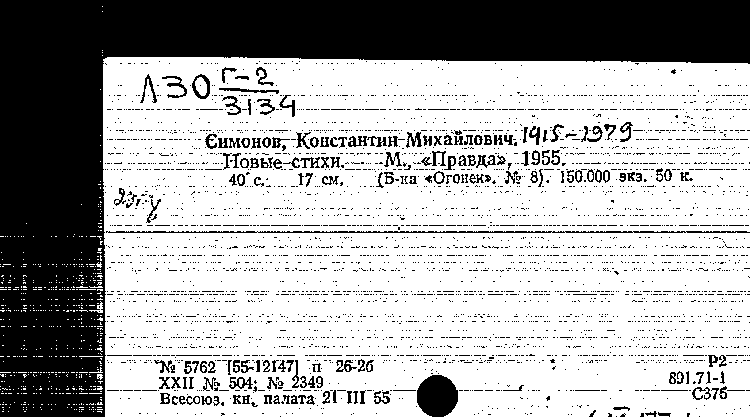 Л30 Г-2
3134
Симонов, Константин Михайлович. 1915-1979
Новые стихи. М., «Правда», 1955.
40 с. 17 см. (Б-ка «Огонек». № 8). 150.000 экз. 50 к.
№ 5762 [55-12147] п 26-26
XXII № 504; № 2349
Всесоюз. кн. палата 21 III 55
Р2
891.71-1
С375